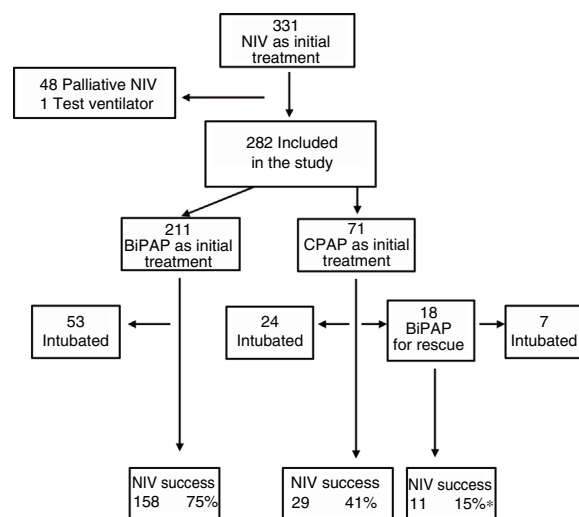 331
NIV as initial
treatment
48 Palliative NIV
1 Test ventilator
282 Included
in the study
211
BiPAP as initial
treatment
71
CPAP as initial
treatment
53
Intubated
24
Intubated
18
BiPAP
for rescue
7
Intubated
NIV success
158 75%
NIV success
29 41%
NIV success
11 15%*